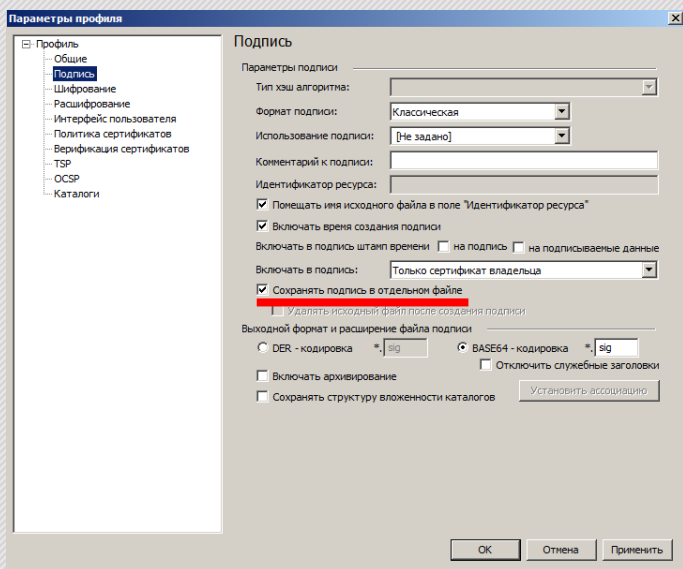 Параметры профиля
Профиль
Общие
Подпись
Шифрование
Расшифрование
Интерфейс пользователя
Политика сертификатов
Верификация сертификатов
TSP
OCSP
Каталоги
Подпись
Параметры подписи
Тип хэш алгоритма:
Формат подписи: Классическая
Использование подписи: [Не задано]
Комментарий к подписи:
Идентификатор ресурса:
Помещать имя исходного файла в поле "Идентификатор ресурса"
Включать время создания подписи
Включать в подпись штамп времени на подпись на подписываемые данные
Включать в подпись: Только сертификат владельца
Сохранять подпись в отдельном файле
Удалять исходный файл после создания подписи
Выходной формат и расширение файла подписи
DER - кодировка *. sig BASE64 - кодировка *. sig
Отключить служебные заголовки
Включать архивирование
Установить ассоциацию
Сохранять структуру вложенности каталогов
OK Отмена Применить